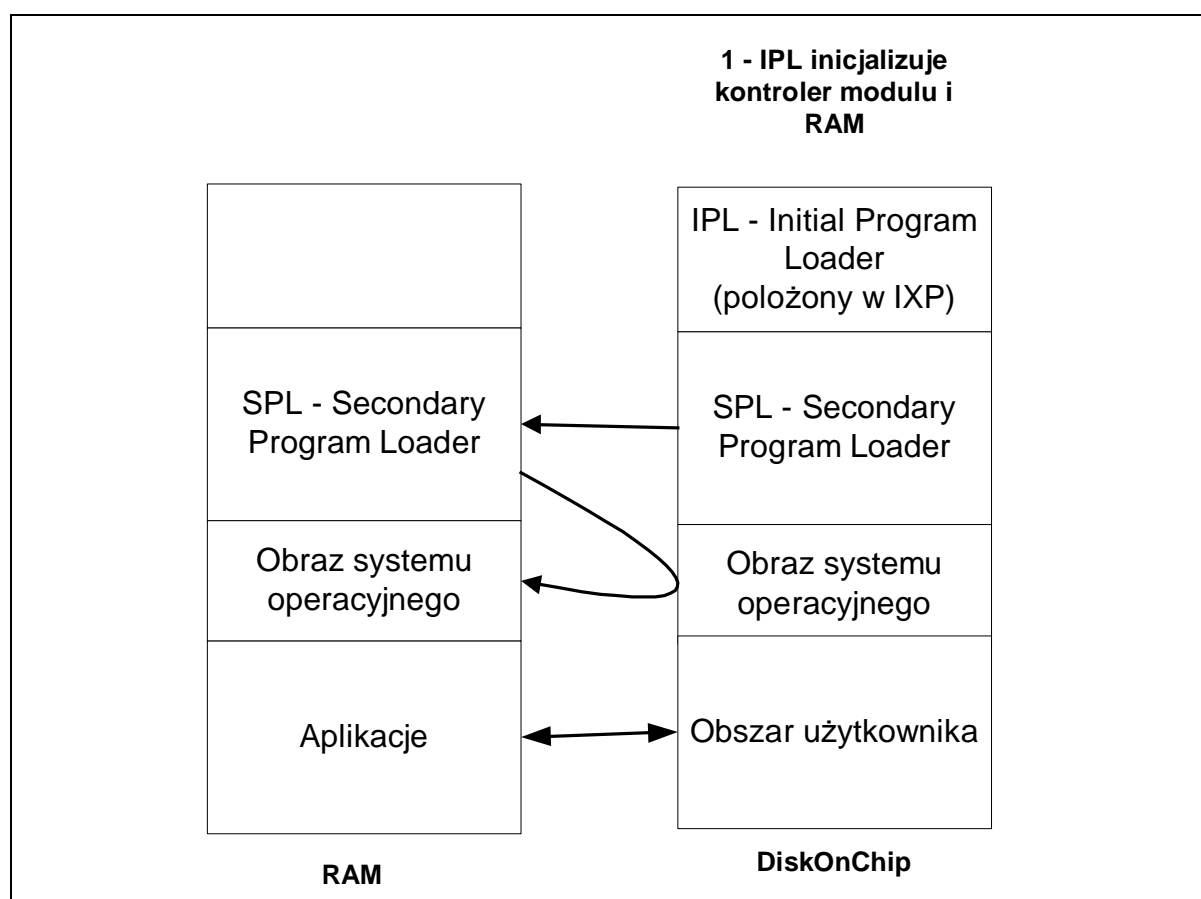 1 - IPL inicjalizuje
kontroler modulu i
RAM
IPL - Initial Program
Loader
(polożony w IXP)
SPL - Secondary
Program Loader
SPL - Secondary
Program Loader
Obraz systemu
operacyjnego
Obraz systemu
operacyjnego
Aplikacje
Obszar użytkownika
RAM
DiskOnChip